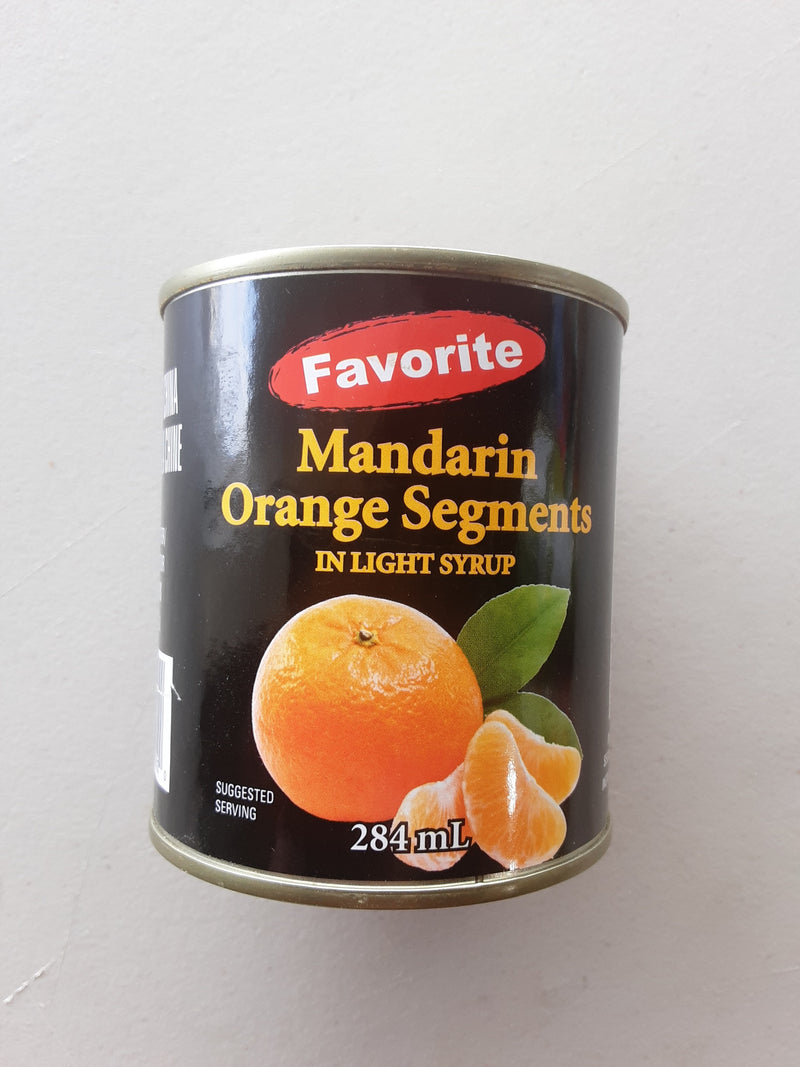 Favorite
Mandarin
Orange Segments
IN LIGHT SYRUP
SUGGESTED
SERVING
284 mL